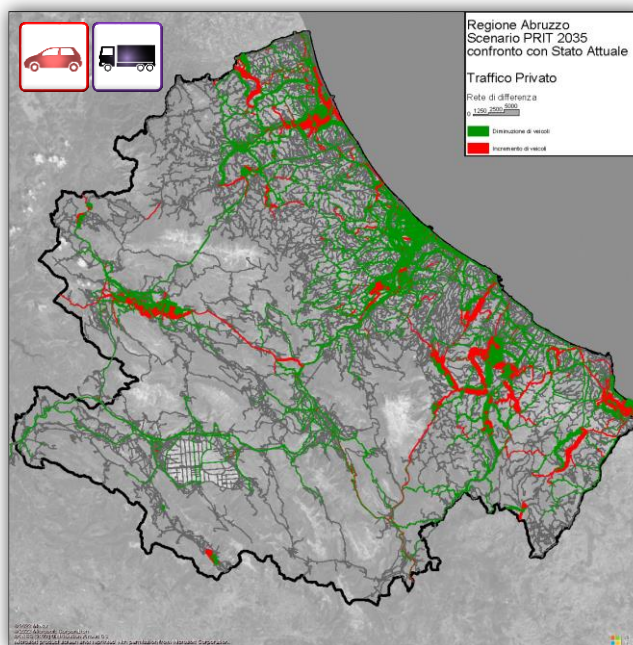 Regione Abruzzo
Scenario PRIT 2035
confronto con Stato Attuale
Traffico Privato
Rete di differenza
0 1250 2500 5000
Diminuzione di veicoli
Incremento di veicoli